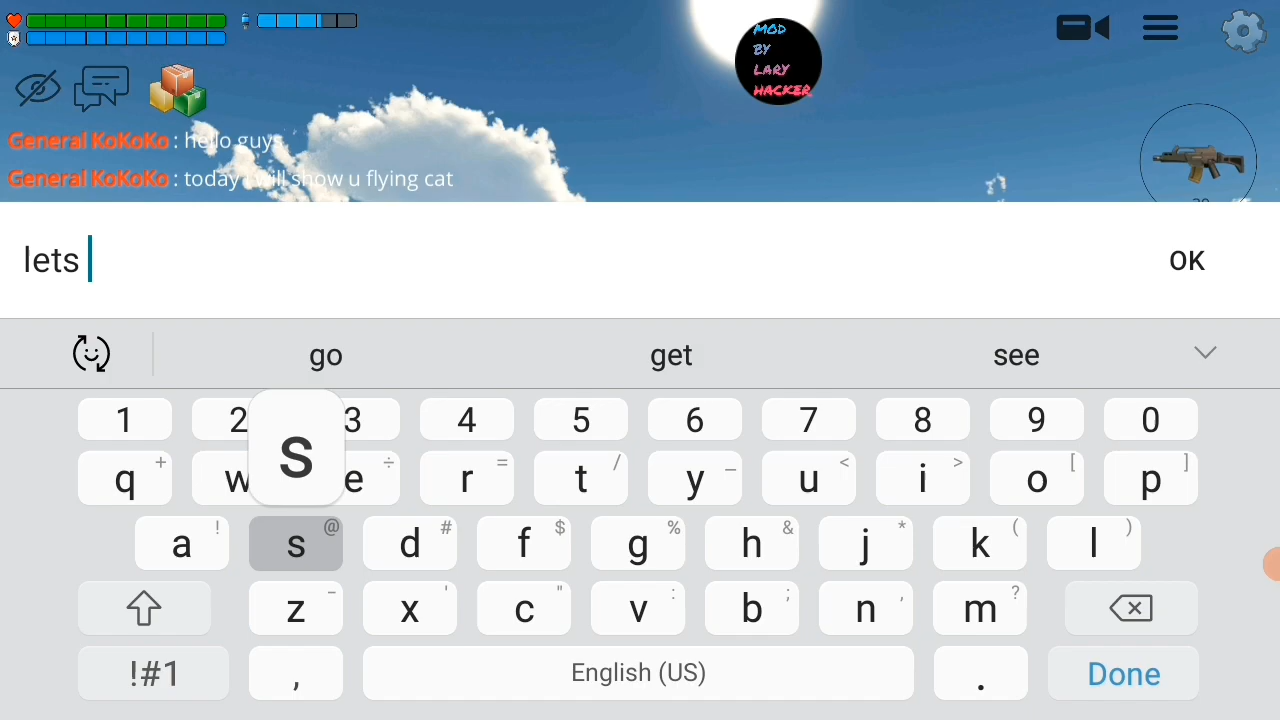 MOD
BY
LARY
HACKER
General KoKoKo : hello guys
General KoKoKo : today i will show u flying cat
lets
OK
go get see
s
1 2 3 4 5 6 7 8 9 0
q + w e ÷ r = t / y _ u < i > o [ p ]
a ! s @ d # f $ g % h & j * k ( l )
z - x ' c " v : b ; n , m ?
!#1 , English (US) . Done